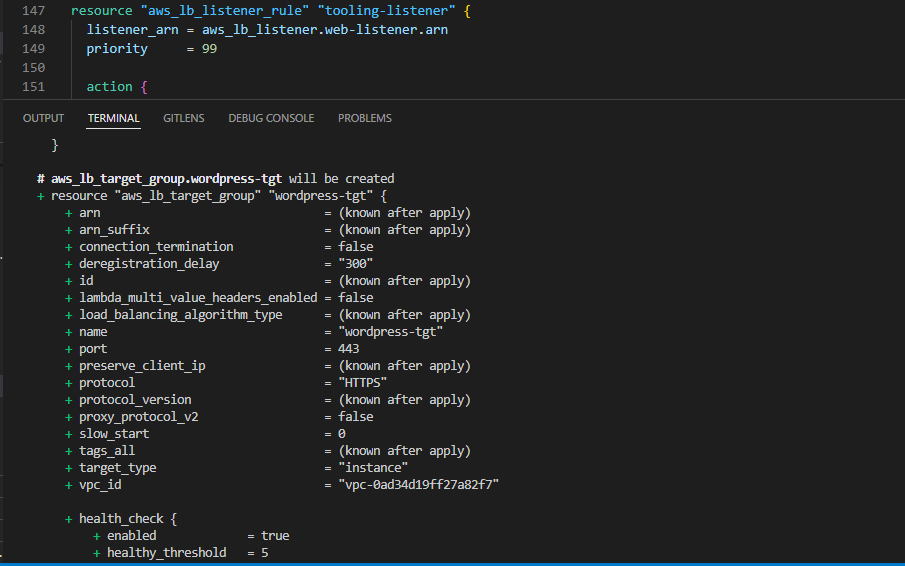 147 resource "aws_lb_listener_rule" "tooling-listener" {
148 listener_arn = aws_lb_listener.web-listener.arn
149 priority = 99
150
151 action {
OUTPUT TERMINAL GITLENS DEBUG CONSOLE PROBLEMS
}
# aws_lb_target_group.wordpress-tgt will be created
+ resource "aws_lb_target_group" "wordpress-tgt" {
+ arn = (known after apply)
+ arn_suffix = (known after apply)
+ connection_termination = false
+ deregistration_delay = "300"
+ id = (known after apply)
+ lambda_multi_value_headers_enabled = false
+ load_balancing_algorithm_type = (known after apply)
+ name = "wordpress-tgt"
+ port = 443
+ preserve_client_ip = (known after apply)
+ protocol = "HTTPS"
+ protocol_version = (known after apply)
+ proxy_protocol_v2 = false
+ slow_start = 0
+ tags_all = (known after apply)
+ target_type = "instance"
+ vpc_id = "vpc-0ad34d19ff27a82f7"
+ health_check {
+ enabled = true
+ healthy_threshold = 5